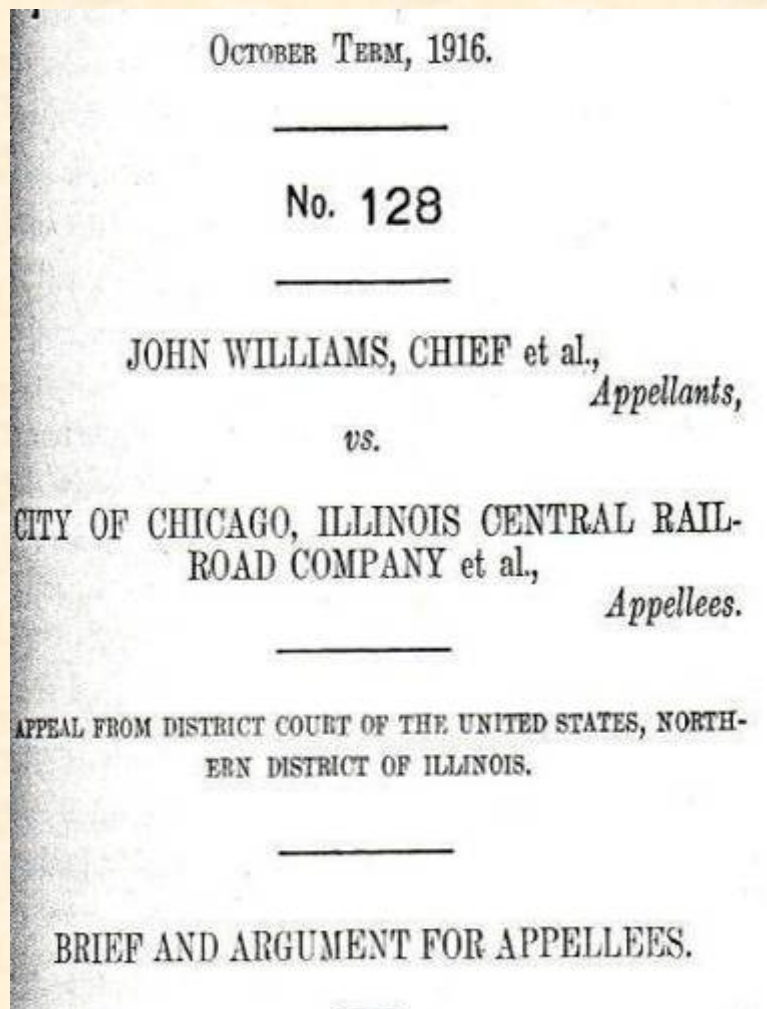 OCTOBER TERM, 1916.
No. 128
JOHN WILLIAMS, CHIEF et al.,
Appellants,
vs.
CITY OF CHICAGO, ILLINOIS CENTRAL RAIL-
ROAD COMPANY et al.,
Appellees.
APPEAL FROM DISTRICT COURT OF THE UNITED STATES, NORTH-
ERN DISTRICT OF ILLINOIS.
BRIEF AND ARGUMENT FOR APPELLEES.